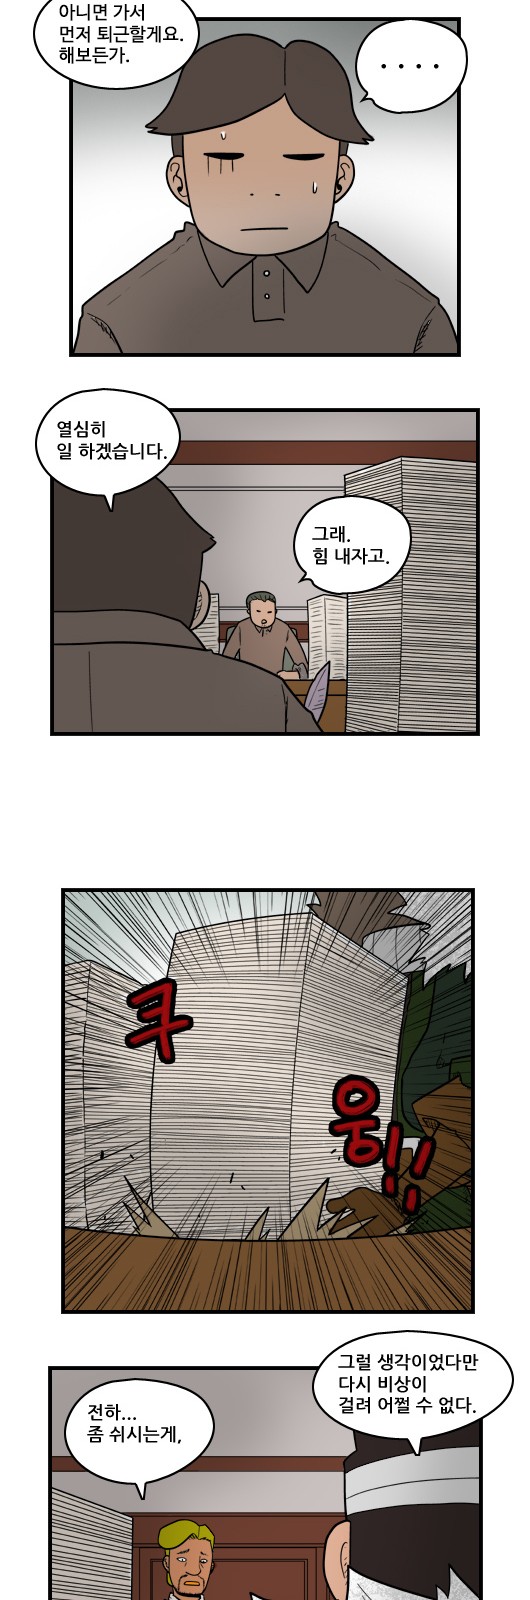 아니면 가서
먼저 퇴근할게요.
해보든가.
····
열심히
일 하겠습니다.
그래.
힘 내자고.
쿠
웅!!
그럴 생각이었다만
다시 비상이
걸려 어쩔 수 없다.
전하...
좀 쉬시는게,